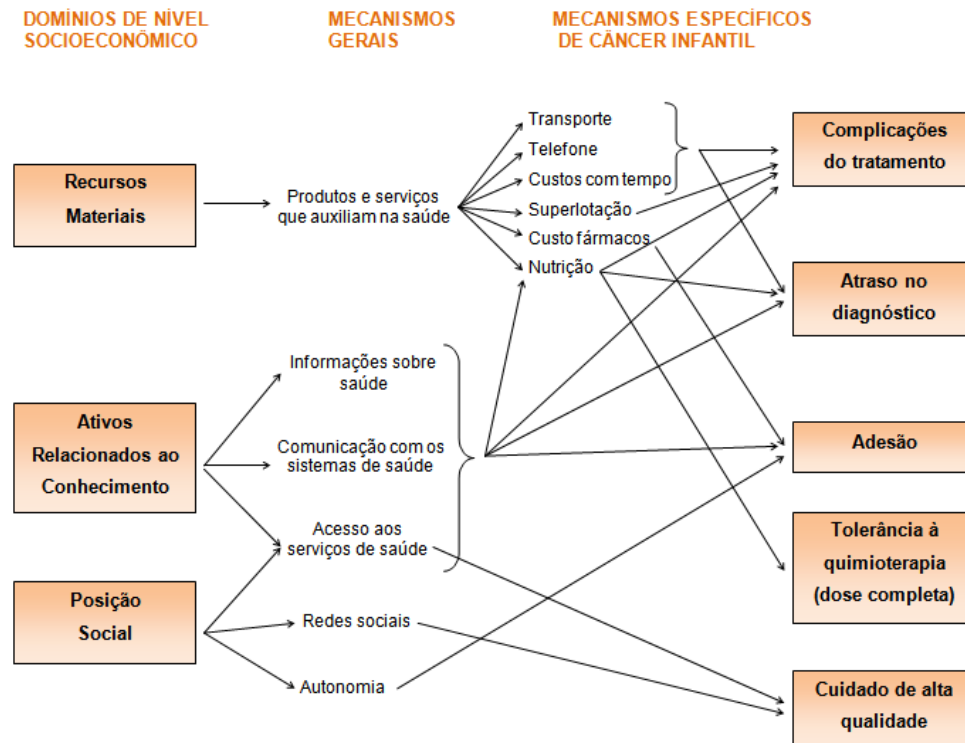 DOMÍNIOS DE NÍVEL
SOCIOECONÔMICO
MECANISMOS
GERAIS
MECANISMOS ESPECÍFICOS
DE CÂNCER INFANTIL
Recursos
Materiais
Produtos e serviços
que auxiliam na saúde
Transporte
Telefone
Custos com tempo
Superlotação
Custo fármacos
Nutrição
Complicações
do tratamento
Atraso no
diagnóstico
Ativos
Relacionados ao
Conhecimento
Informações sobre
saúde
Comunicação com os
sistemas de saúde
Acesso aos
serviços de saúde
Adesão
Tolerância à
quimioterapia
(dose completa)
Posição
Social
Redes sociais
Autonomia
Cuidado de alta
qualidade